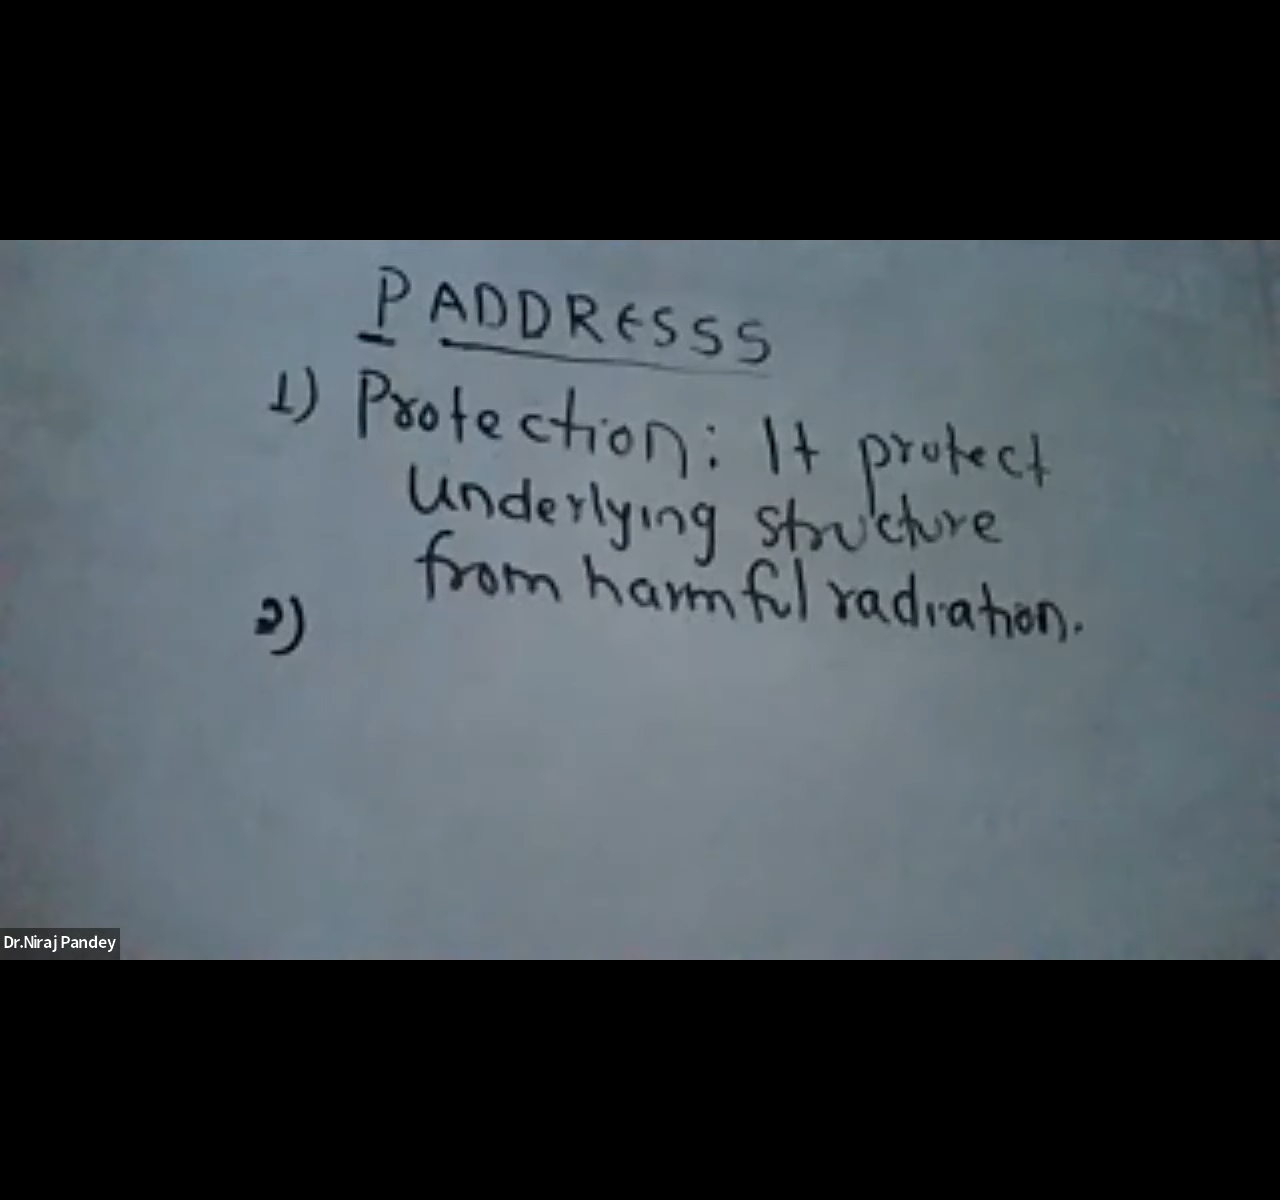 PADDRESSS
1) Protection: It protect
underlying structure
from harmful radiation.
2)
Dr.Niraj Pandey